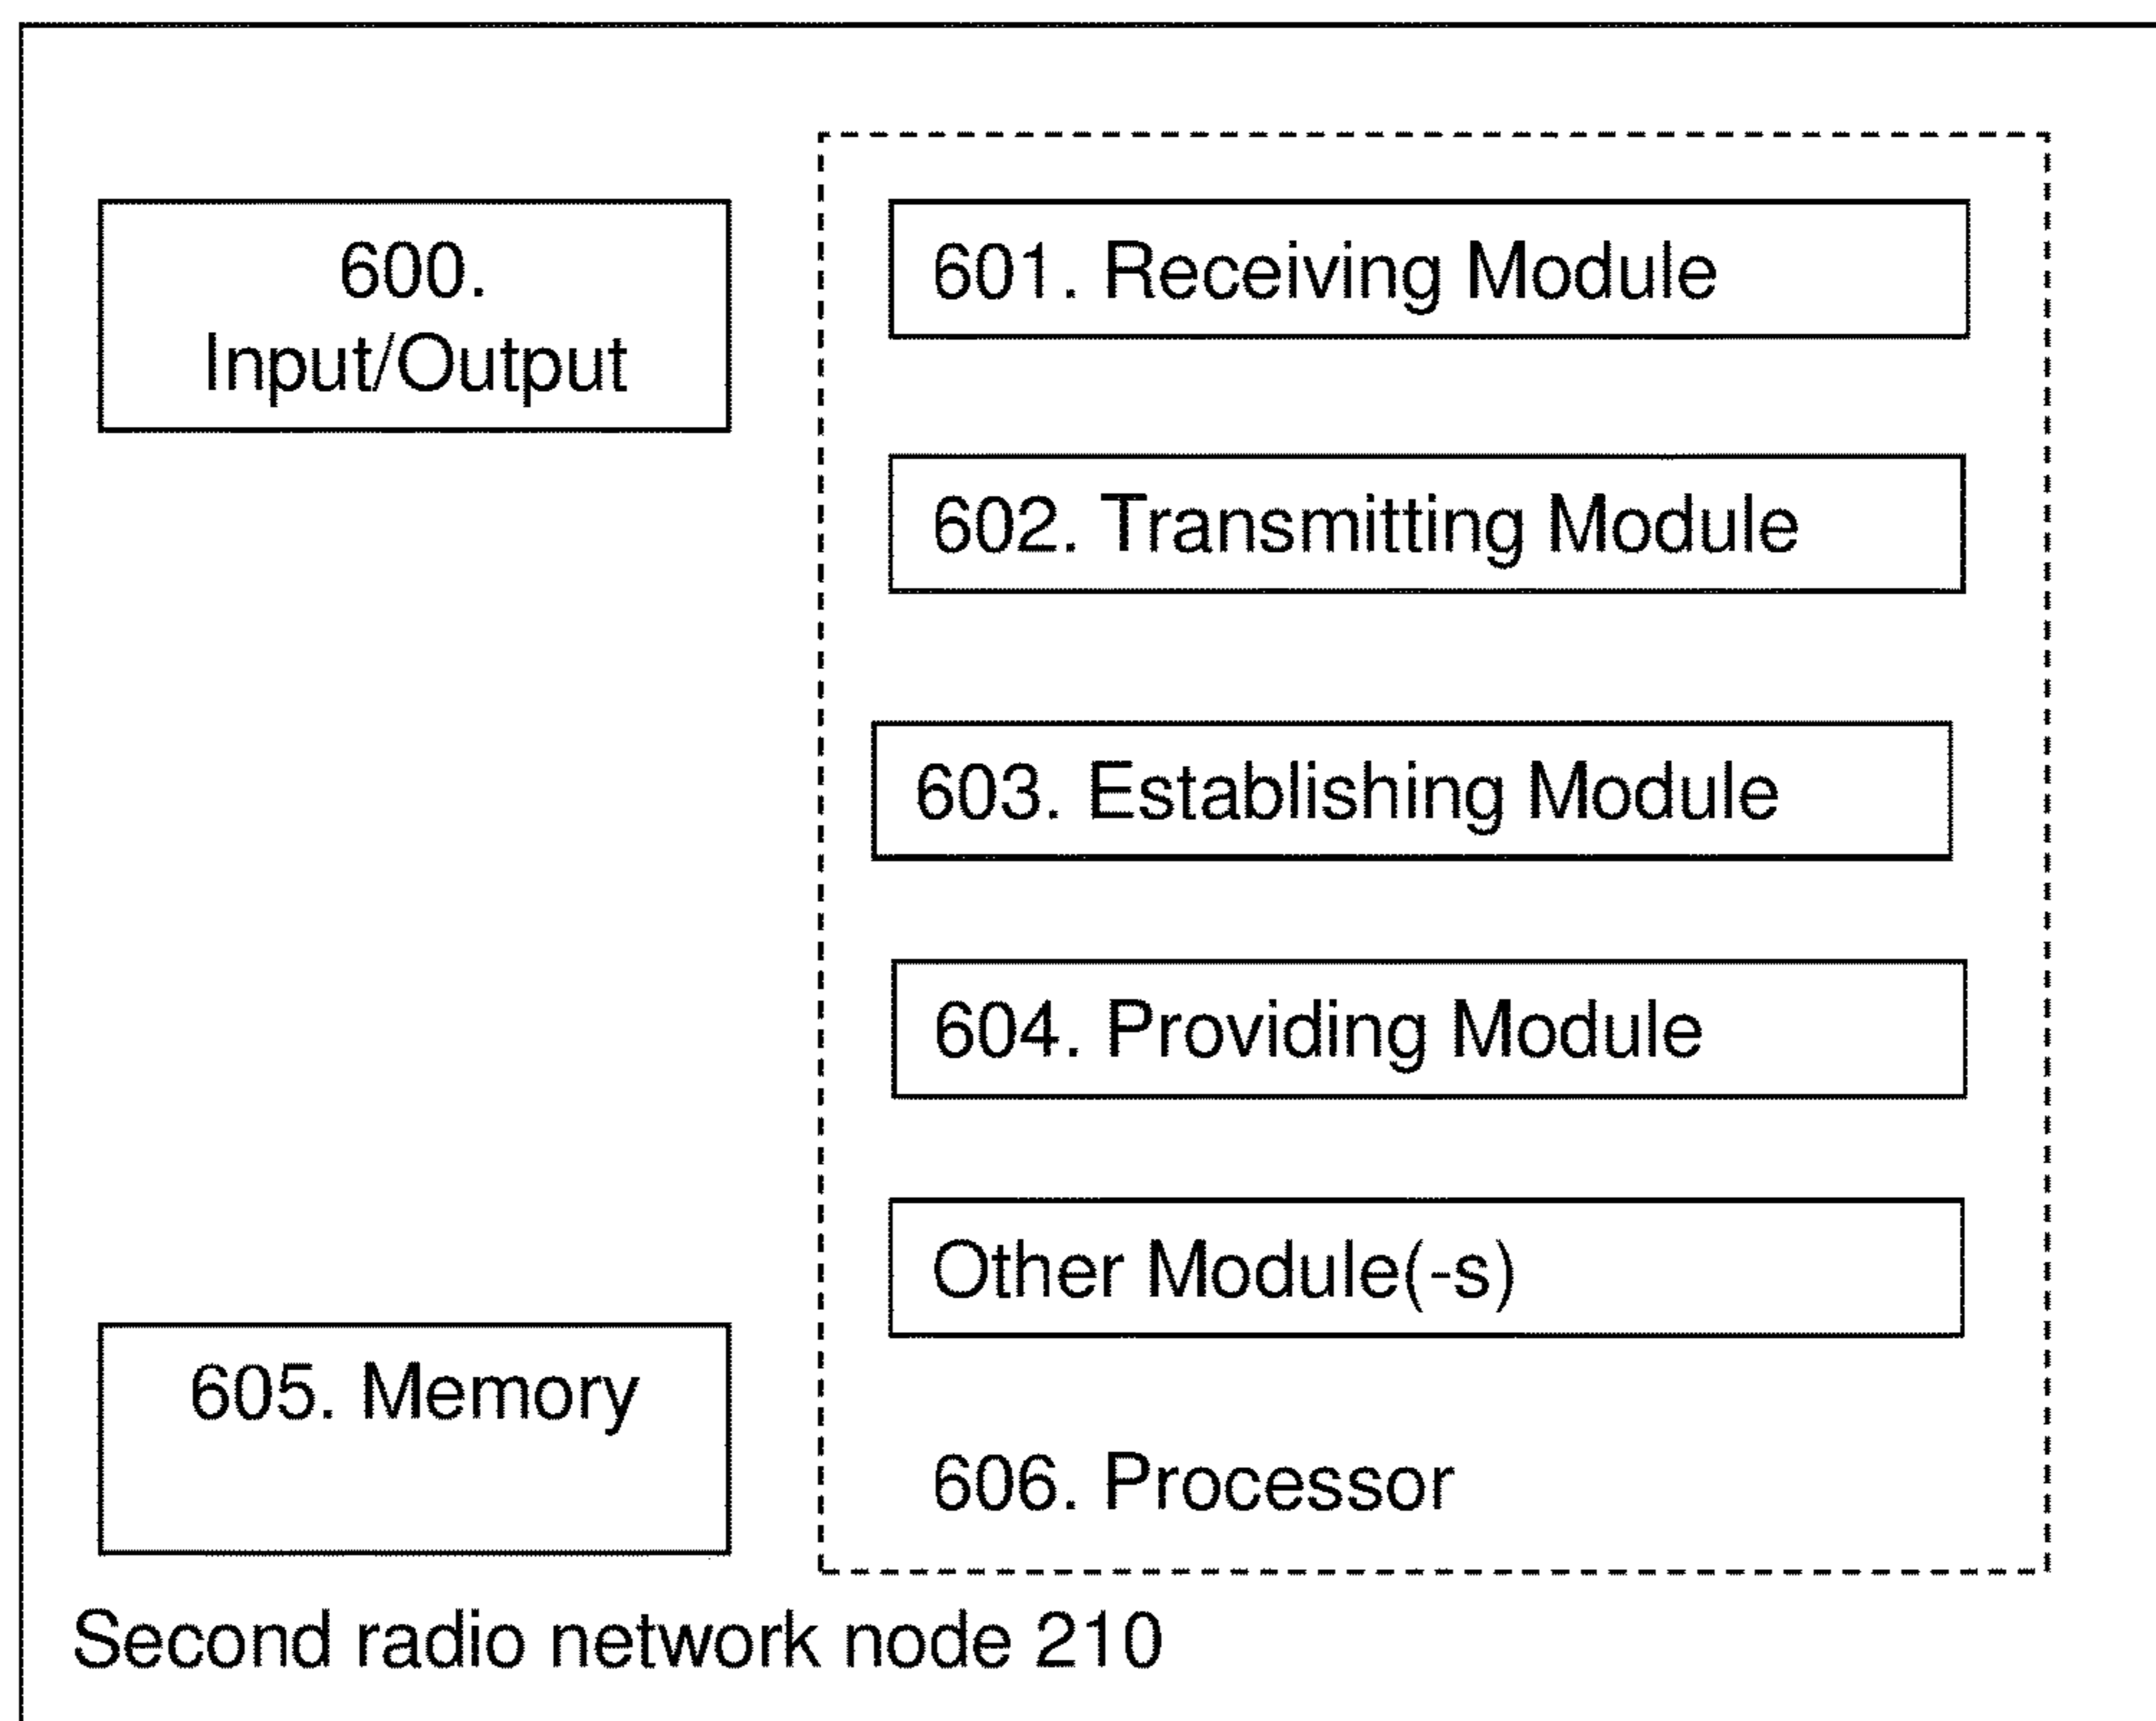 600.
Input/Output
601. Receiving Module
602. Transmitting Module
603. Establishing Module
604. Providing Module
Other Module(-s)
605. Memory
606. Processor
Second radio network node 210